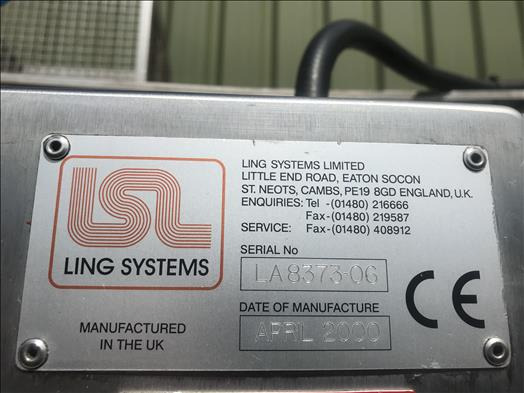 LSL
LING SYSTEMS
MANUFACTURED
IN THE UK
LING SYSTEMS LIMITED
LITTLE END ROAD, EATON SOCON
ST. NEOTS, CAMBS, PE19 8GD ENGLAND, U.K.
ENQUIRIES: Tel -(01480) 216666
Fax-(01480) 219587
SERVICE: Fax-(01480) 408912
SERIAL No
LA8373-06
DATE OF MANUFACTURE
APRIL 2000
CE